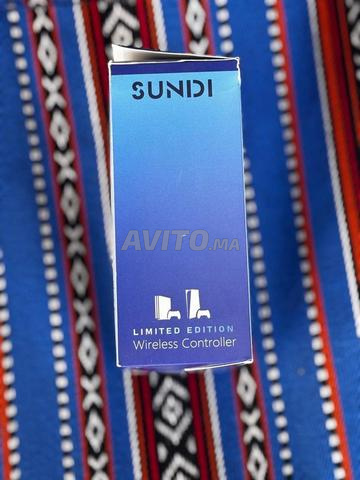 SUNDI
AVITO.MA
LIMITED EDITION
Wireless Controller